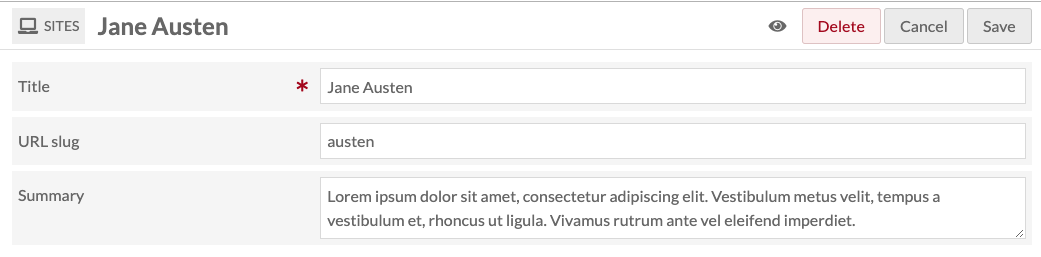 SITES Jane Austen Delete Cancel Save
Title * Jane Austen
URL slug austen
Summary Lorem ipsum dolor sit amet, consectetur adipiscing elit. Vestibulum metus velit, tempus a
vestibulum et, rhoncus ut ligula. Vivamus rutrum ante vel eleifend imperdiet.